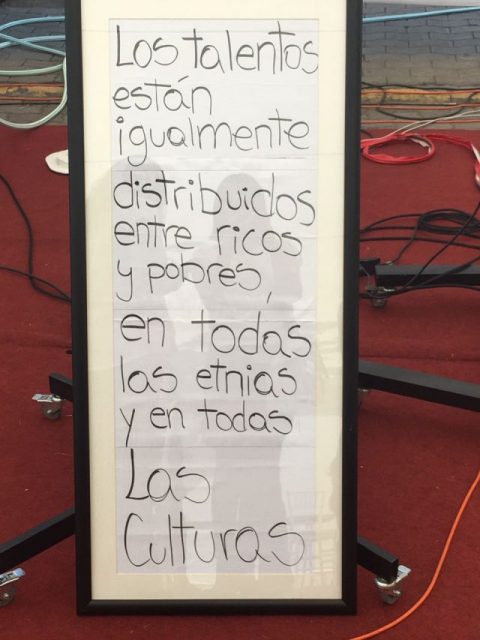 Los talentos
están
igualmente
distribuidos
entre ricos
y pobres,
en todas
las etnias
y en todas
Las
Culturas